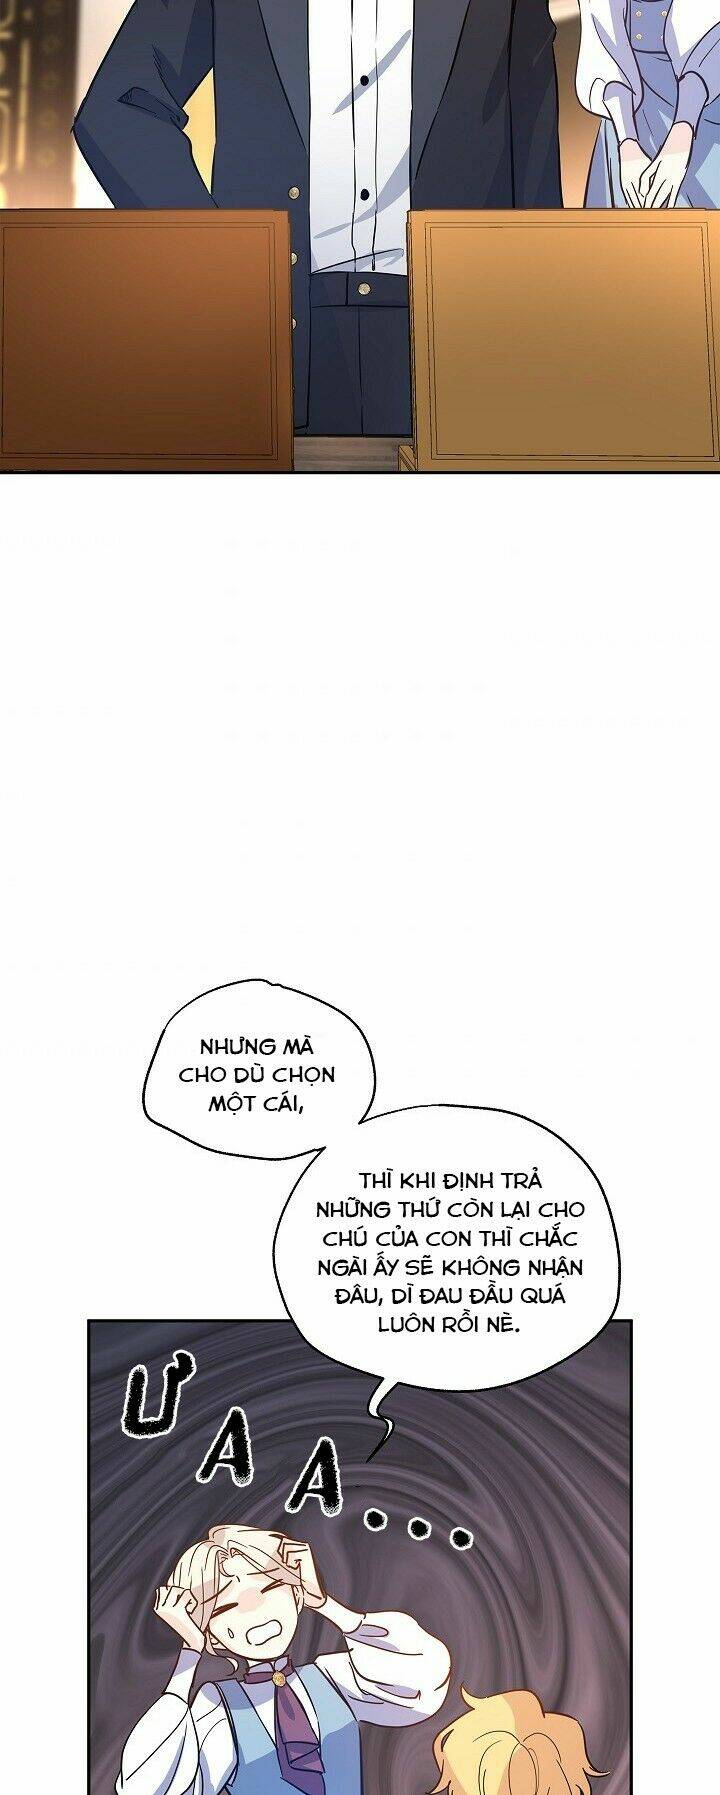 NHƯNG MÀ
CHO DÙ CHỌN
MỘT CÁI,
THÌ KHI ĐỊNH TRẢ
NHỮNG THỨ CÒN LẠI CHO
CHÚ CỦA CON THÌ CHẮC
NGÀI ẤY SẼ KHÔNG NHẬN
ĐÂU, DÌ ĐAU ĐẦU QUÁ
LUÔN RỒI NÈ.
ƯAA...